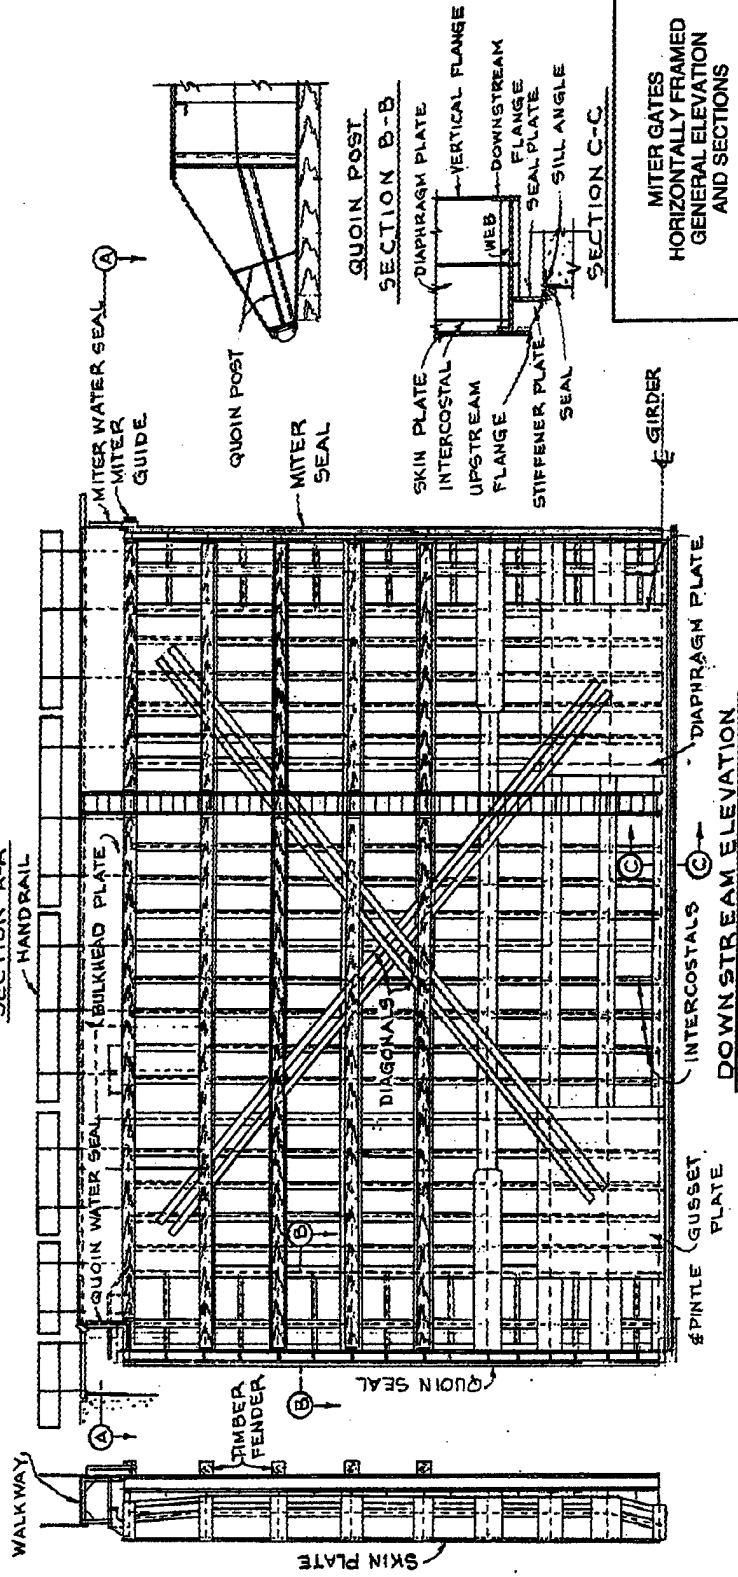 WALKWAY
SKIN PLATE
TIMBER
FENDER
SECTION A-A
HANDRAIL
A
QUOIN WATER SEAL
BULKHEAD PLATE
MITER WATER SEAL
MITER
GUIDE
A
B
B
QUOIN SEAL
DIAGONALS
MITER
SEAL
C
C
℄ PINTLE
GUSSET
PLATE
INTERCOSTALS
DIAPHRAGM PLATE
℄ GIRDER
DOWNSTREAM ELEVATION
QUOIN POST
QUOIN POST
SECTION B-B
SKIN PLATE
INTERCOSTAL
UPSTREAM
FLANGE
STIFFENER PLATE
SEAL
DIAPHRAGM PLATE
VERTICAL FLANGE
WEB
DOWNSTREAM
FLANGE
SEAL PLATE
SILL ANGLE
SECTION C-C
MITER GATES
HORIZONTALLY FRAMED
GENERAL ELEVATION
AND SECTIONS